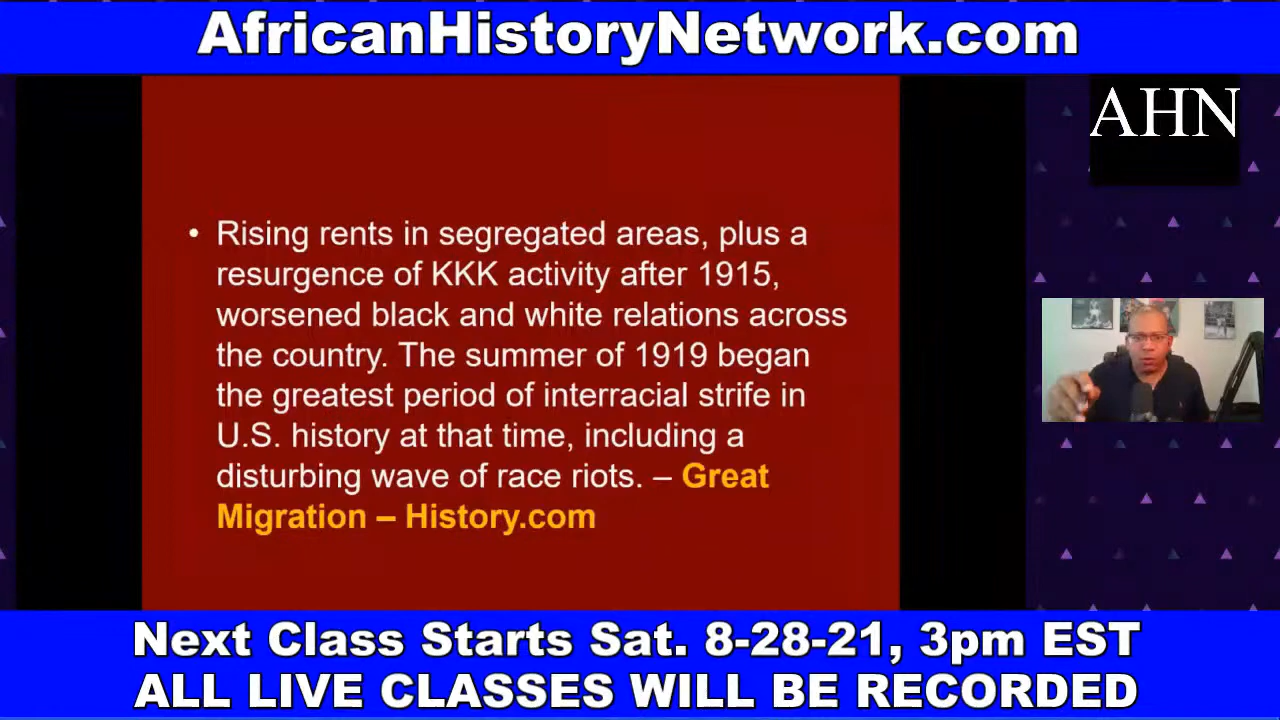 AfricanHistoryNetwork.com
AHN
• Rising rents in segregated areas, plus a
resurgence of KKK activity after 1915,
worsened black and white relations across
the country. The summer of 1919 began
the greatest period of interracial strife in
U.S. history at that time, including a
disturbing wave of race riots. – Great
Migration – History.com
Next Class Starts Sat. 8-28-21, 3pm EST
ALL LIVE CLASSES WILL BE RECORDED